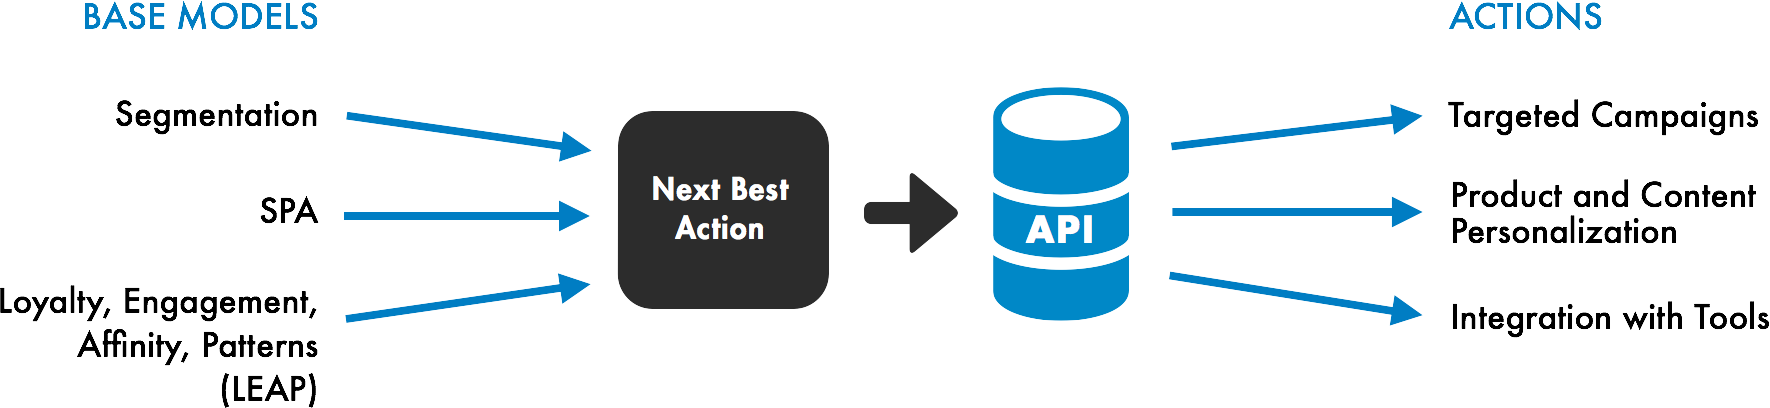 BASE MODELS
Segmentation
SPA
Loyalty, Engagement,
Affinity, Patterns
(LEAP)
Next Best
Action
API
ACTIONS
Targeted Campaigns
Product and Content
Personalization
Integration with Tools